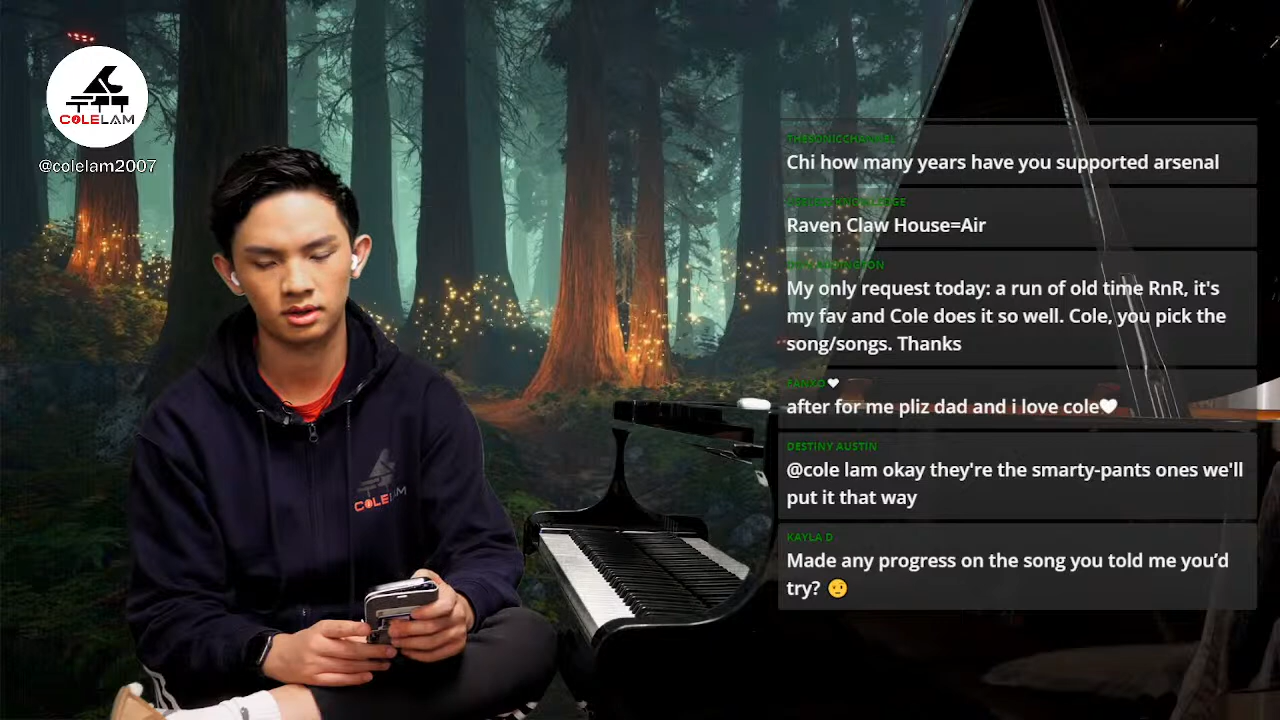 COLELAM
@colelam2007
COLELAM
THESONICCHANNEL
Chi how many years have you supported arsenal
Raven Claw House=Air
My only request today: a run of old time RnR, it's
my fav and Cole does it so well. Cole, you pick the
song/songs. Thanks
FANXO🤍
after for me pliz dad and i love cole🤍
DESTINY AUSTIN
@cole lam okay they're the smarty-pants ones we'll
put it that way
KAYLA D
Made any progress on the song you told me you’d
try? 🫡